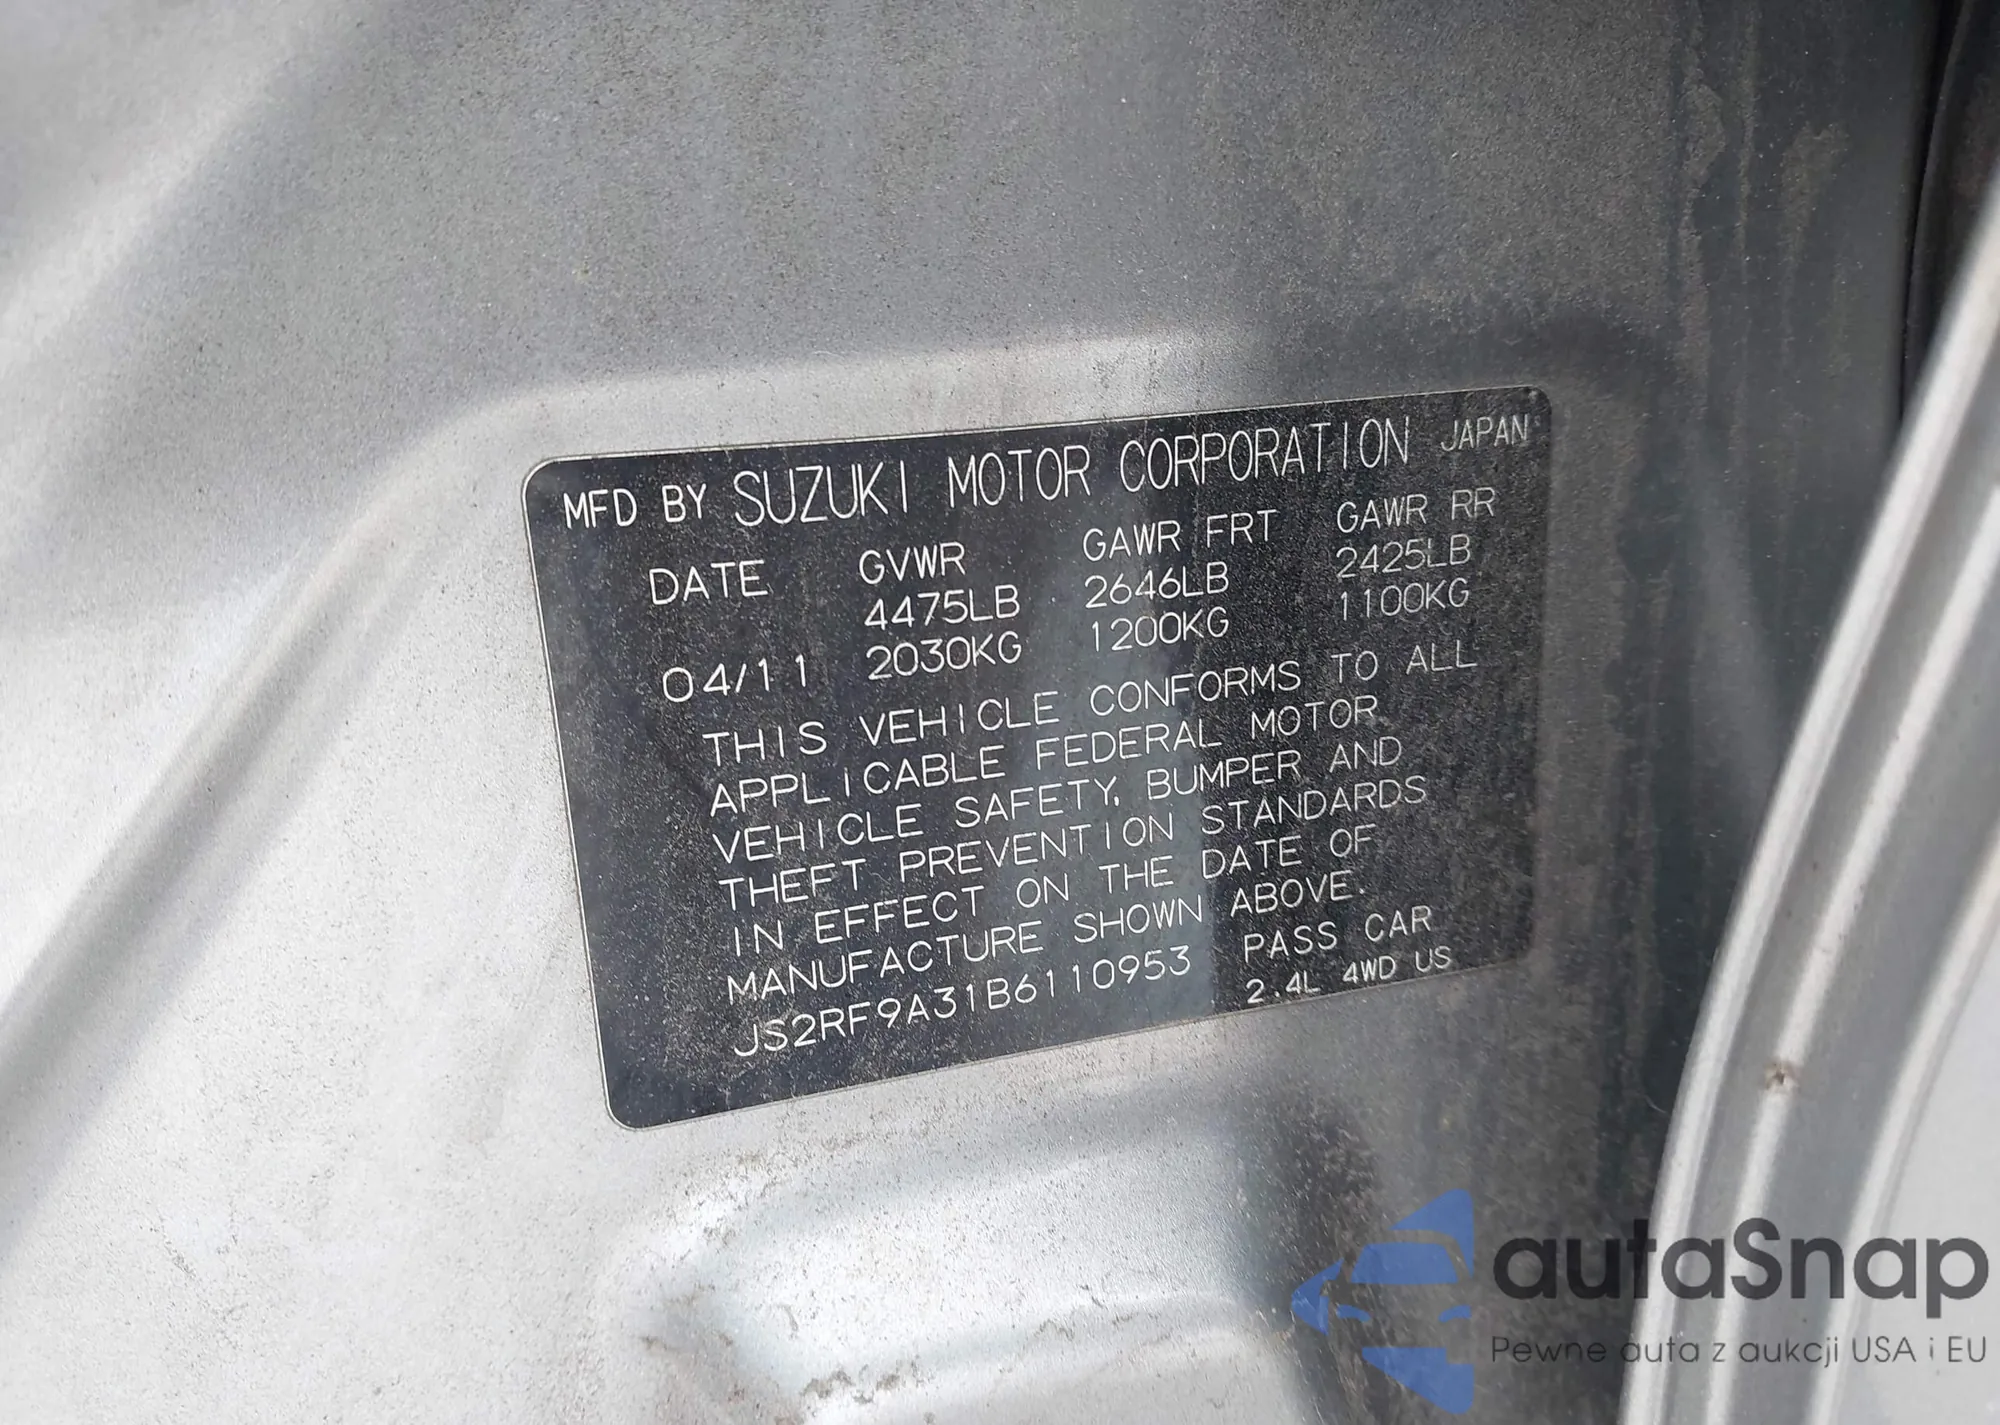 MFD BY SUZUKI MOTOR CORPORATION JAPAN
DATE GVWR GAWR FRT GAWR RR
4475LB 2646LB 2425LB
04/11 2030KG 1200KG 1100KG
THIS VEHICLE CONFORMS TO ALL
APPLICABLE FEDERAL MOTOR
VEHICLE SAFETY, BUMPER AND
THEFT PREVENTION STANDARDS
IN EFFECT ON THE DATE OF
MANUFACTURE SHOWN ABOVE.
JS2RF9A31B6110953 PASS CAR
2.4L 4WD US
autaSnap
Pewne auta z aukcji USA i EU